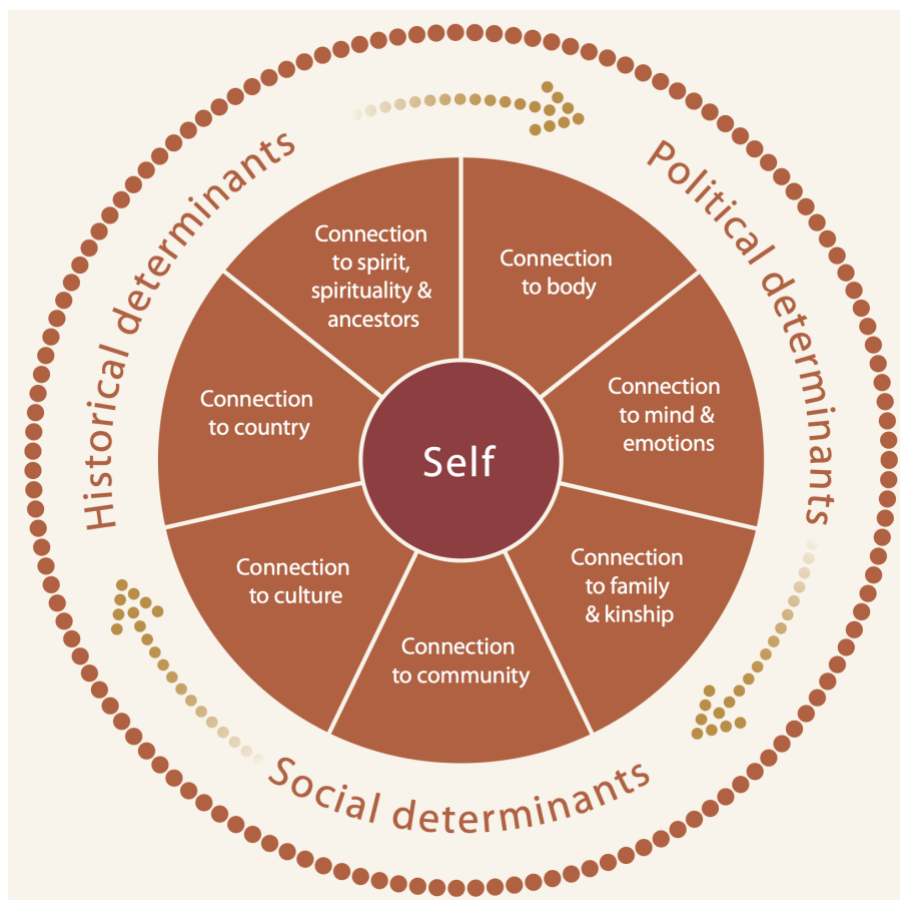 Historical determinants
Political determinants
Connection
to spirit,
spirituality &
ancestors
Connection
to body
Connection
to country
Connection
to mind &
emotions
Self
Connection
to culture
Connection
to family
& kinship
Connection
to community
Social determinants